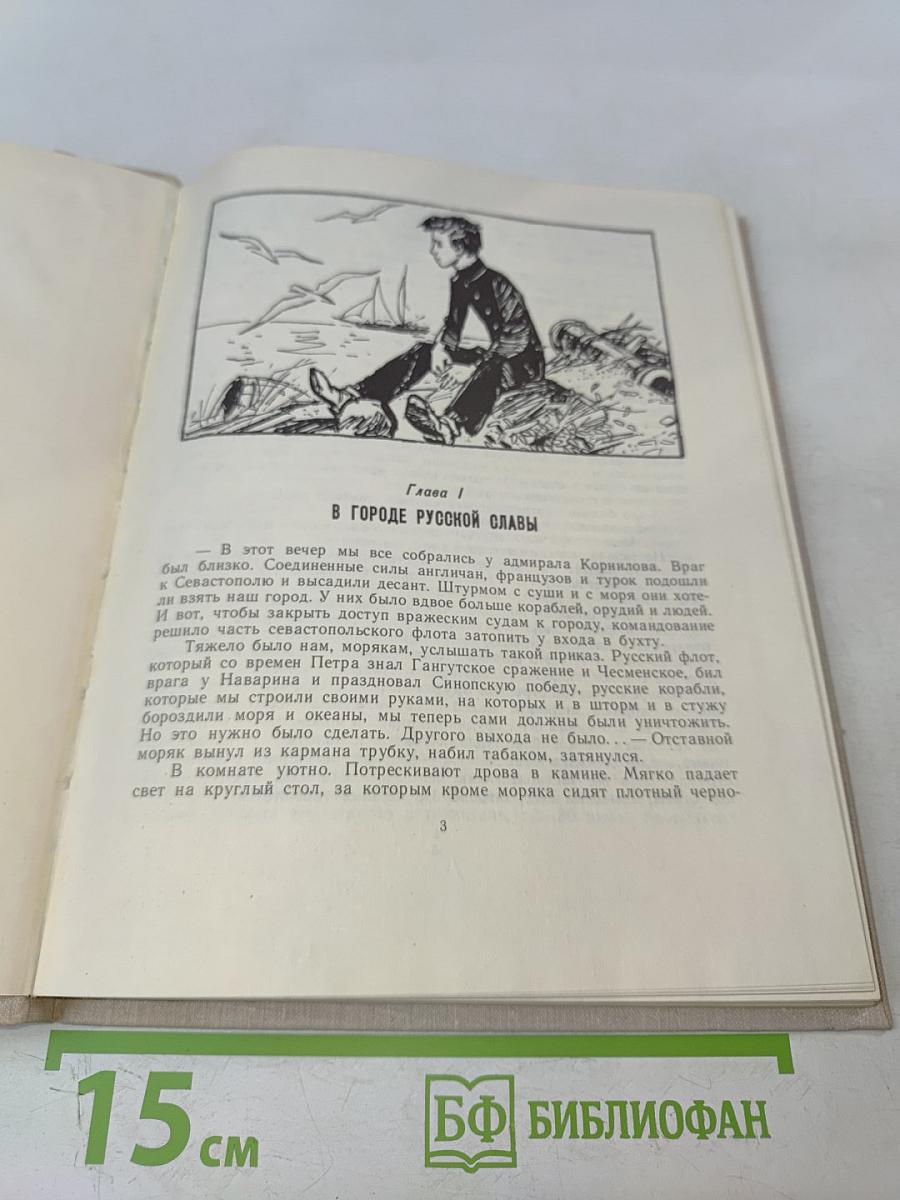 Глава I
В ГОРОДЕ РУССКОЙ СЛАВЫ
— В этот вечер мы все собрались у адмирала Корнилова. Враг
был близко. Соединенные силы англичан, французов и турок подошли
к Севастополю и высадили десант. Штурмом с суши и с моря они хоте-
ли взять наш город. У них было вдвое больше кораблей, орудий и людей.
И вот, чтобы закрыть доступ вражеским судам к городу, командование
решило часть севастопольского флота затопить у входа в бухту.
Тяжело было нам, морякам, услышать такой приказ. Русский флот,
который со времен Петра знал Гангутское сражение и Чесменское, бил
врага у Наварина и праздновал Синопскую победу, русские корабли,
которые мы строили своими руками, на которых и в шторм и в стужу
бороздили моря и океаны, мы теперь сами должны были уничтожить.
Но это нужно было сделать. Другого выхода не было... — Отставной
моряк вынул из кармана трубку, набил табаком, затянулся.
В комнате уютно. Потрескивают дрова в камине. Мягко падает
свет на круглый стол, за которым кроме моряка сидят плотный черно-
3
15 см
БФ БИБЛИОФАН